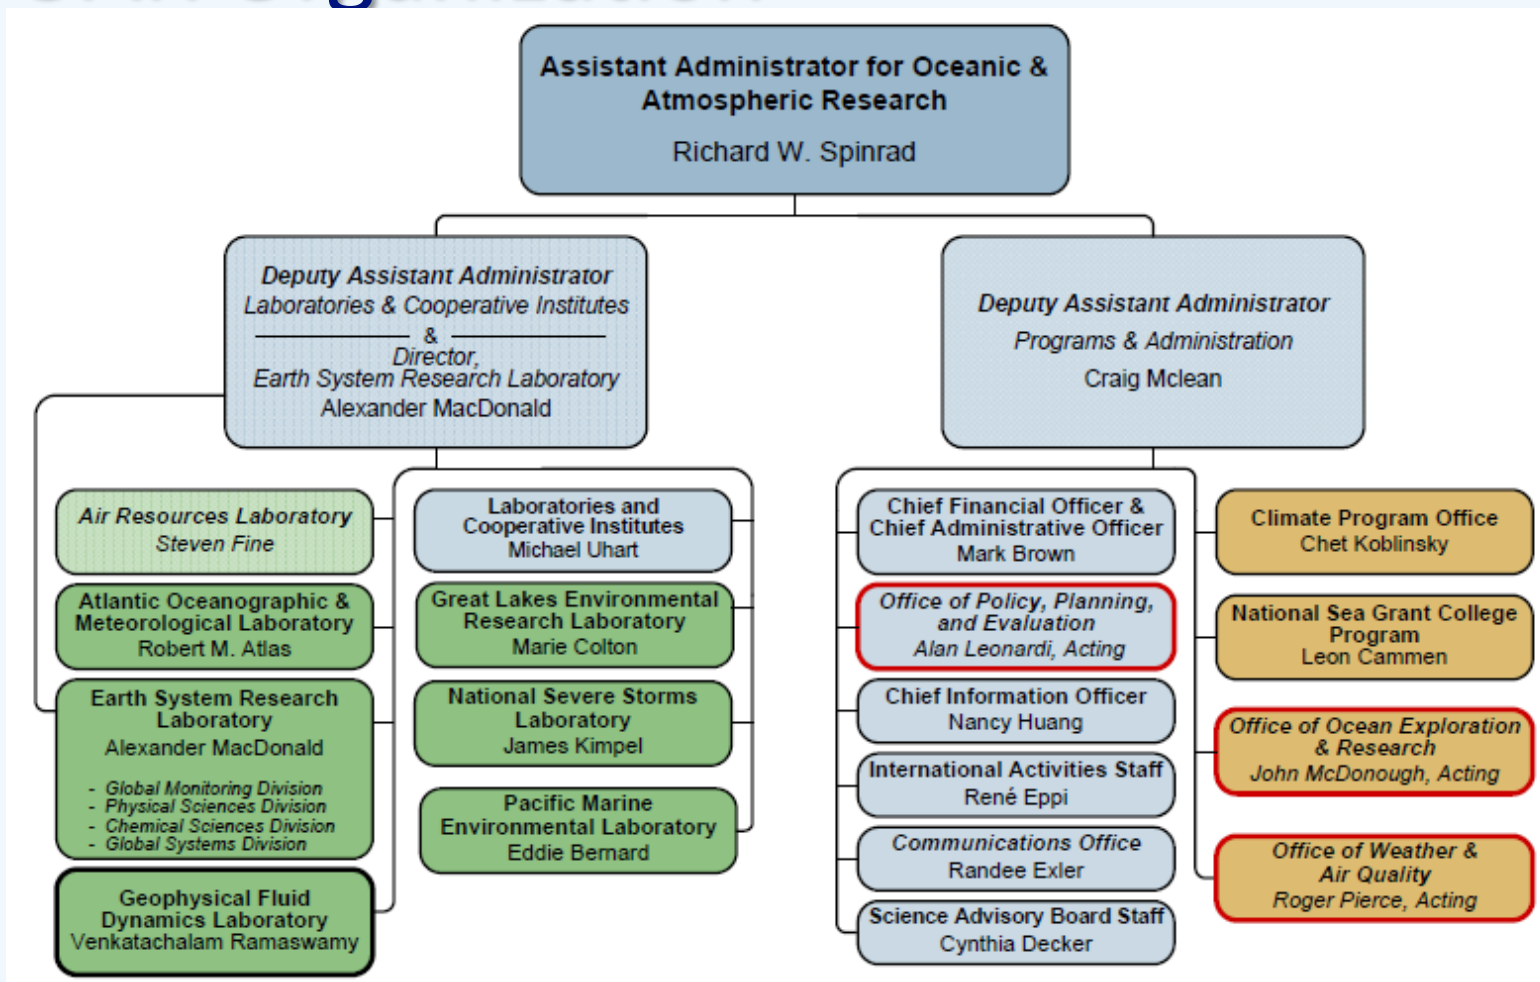 Assistant Administrator for Oceanic &
Atmospheric Research
Richard W. Spinrad
Deputy Assistant Administrator
Laboratories & Cooperative Institutes
&
Director,
Earth System Research Laboratory
Alexander MacDonald
Deputy Assistant Administrator
Programs & Administration
Craig Mclean
Air Resources Laboratory
Steven Fine
Atlantic Oceanographic &
Meteorological Laboratory
Robert M. Atlas
Earth System Research
Laboratory
Alexander MacDonald
- Global Monitoring Division
- Physical Sciences Division
- Chemical Sciences Division
- Global Systems Division
Geophysical Fluid
Dynamics Laboratory
Venkatachalam Ramaswamy
Laboratories and
Cooperative Institutes
Michael Uhart
Great Lakes Environmental
Research Laboratory
Marie Colton
National Severe Storms
Laboratory
James Kimpel
Pacific Marine
Environmental Laboratory
Eddie Bernard
Chief Financial Officer &
Chief Administrative Officer
Mark Brown
Office of Policy, Planning,
and Evaluation
Alan Leonardi, Acting
Chief Information Officer
Nancy Huang
International Activities Staff
René Eppi
Communications Office
Randee Exler
Science Advisory Board Staff
Cynthia Decker
Climate Program Office
Chet Koblinsky
National Sea Grant College
Program
Leon Cammen
Office of Ocean Exploration
& Research
John McDonough, Acting
Office of Weather &
Air Quality
Roger Pierce, Acting